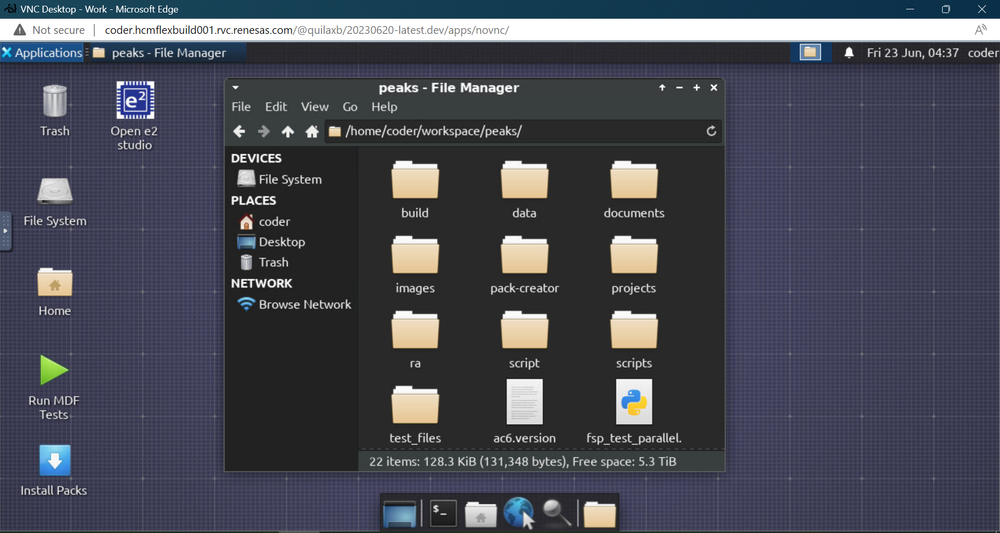 VNC Desktop - Work - Microsoft Edge
Not secure | coder.hcmflexbuild001.rvc.renesas.com/@quilaxb/20230620-latest.dev/apps/novnc/
Applications peaks - File Manager Fri 23 Jun, 04:37 coder
Trash
e2
Open e2
studio
File System
Home
Run MDF
Tests
Install Packs
peaks - File Manager
File Edit View Go Help
/home/coder/workspace/peaks/
DEVICES
File System
PLACES
coder
Desktop
Trash
NETWORK
Browse Network
build data documents
images pack-creator projects
ra script scripts
test_files ac6.version fsp_test_parallel.
22 items: 128.3 KiB (131,348 bytes), Free space: 5.3 TiB
$_